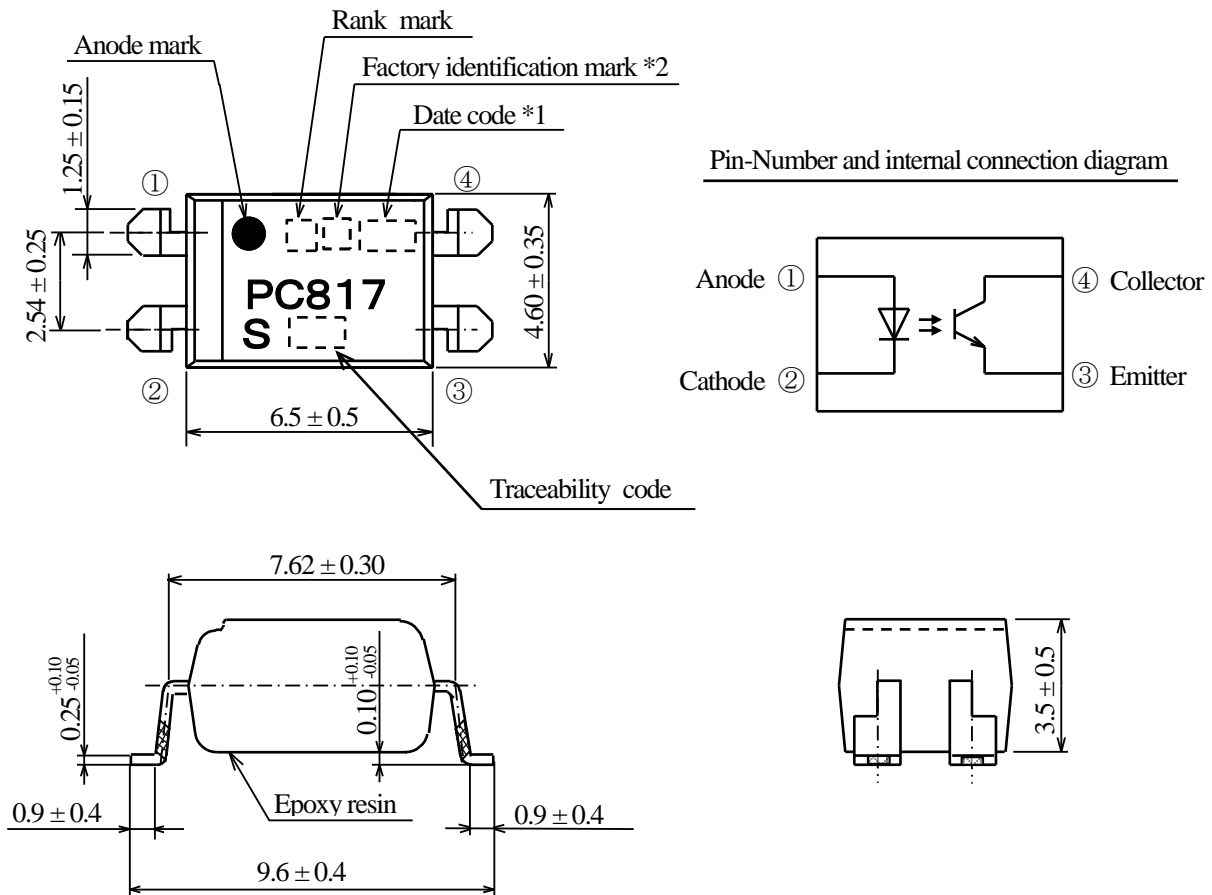 Rank mark
Anode mark
Factory identification mark *2
Date code *1
1.25 ± 0.15
①
④
Pin-Number and internal connection diagram
2.54 ± 0.25
PC817
S
4.60 ± 0.35
Anode ①
④ Collector
Cathode ②
③ Emitter
②
③
6.5 ± 0.5
Traceability code
7.62 ± 0.30
0.25 +0.10 -0.05
0.10 +0.10 -0.05
3.5 ± 0.5
Epoxy resin
0.9 ± 0.4
0.9 ± 0.4
9.6 ± 0.4